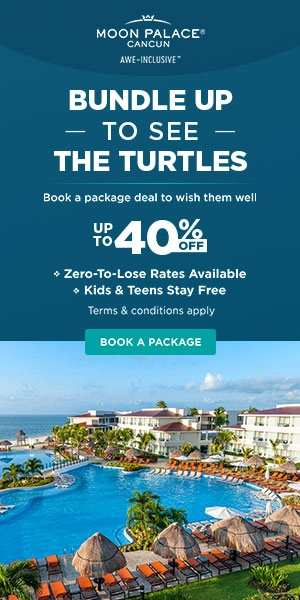 MOON PALACE®
CANCUN
AWE-INCLUSIVE™
BUNDLE UP
— TO SEE —
THE TURTLES
Book a package deal to wish them well
UP TO 40% OFF
Zero-To-Lose Rates Available
Kids & Teens Stay Free
Terms & conditions apply
BOOK A PACKAGE